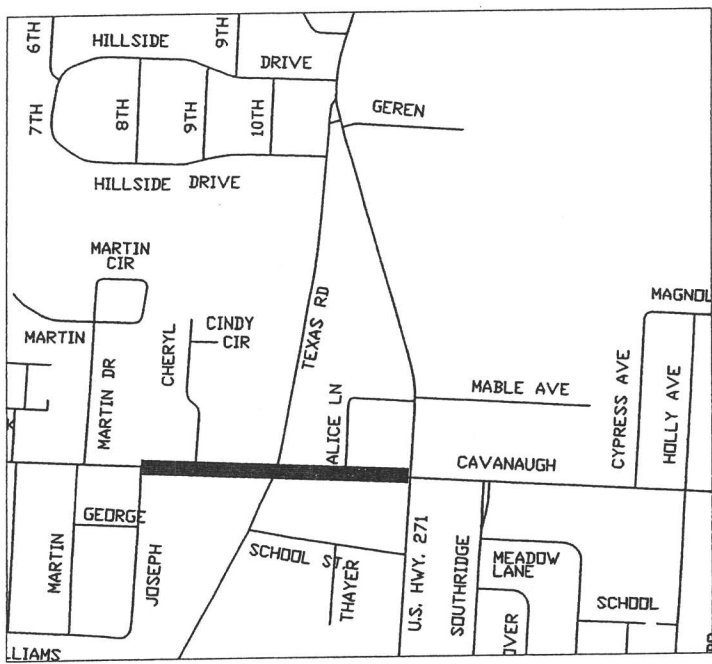 6TH
HILLSIDE
9TH
DRIVE
7TH
8TH
9TH
10TH
GEREN
HILLSIDE DRIVE
MARTIN
CIR
MAGNOL
MARTIN
CHERYL
CINDY
CIR
TEXAS RD
MARTIN DR
ALICE LN
MABLE AVE
CYPRESS AVE
HOLLY AVE
K
CAVANAUGH
GEORGE
MARTIN
JOSEPH
SCHOOL ST.
THAYER
U.S. HWY. 271
SOUTHRIDGE
MEADOW
LANE
OVER
SCHOOL
LLIAMS